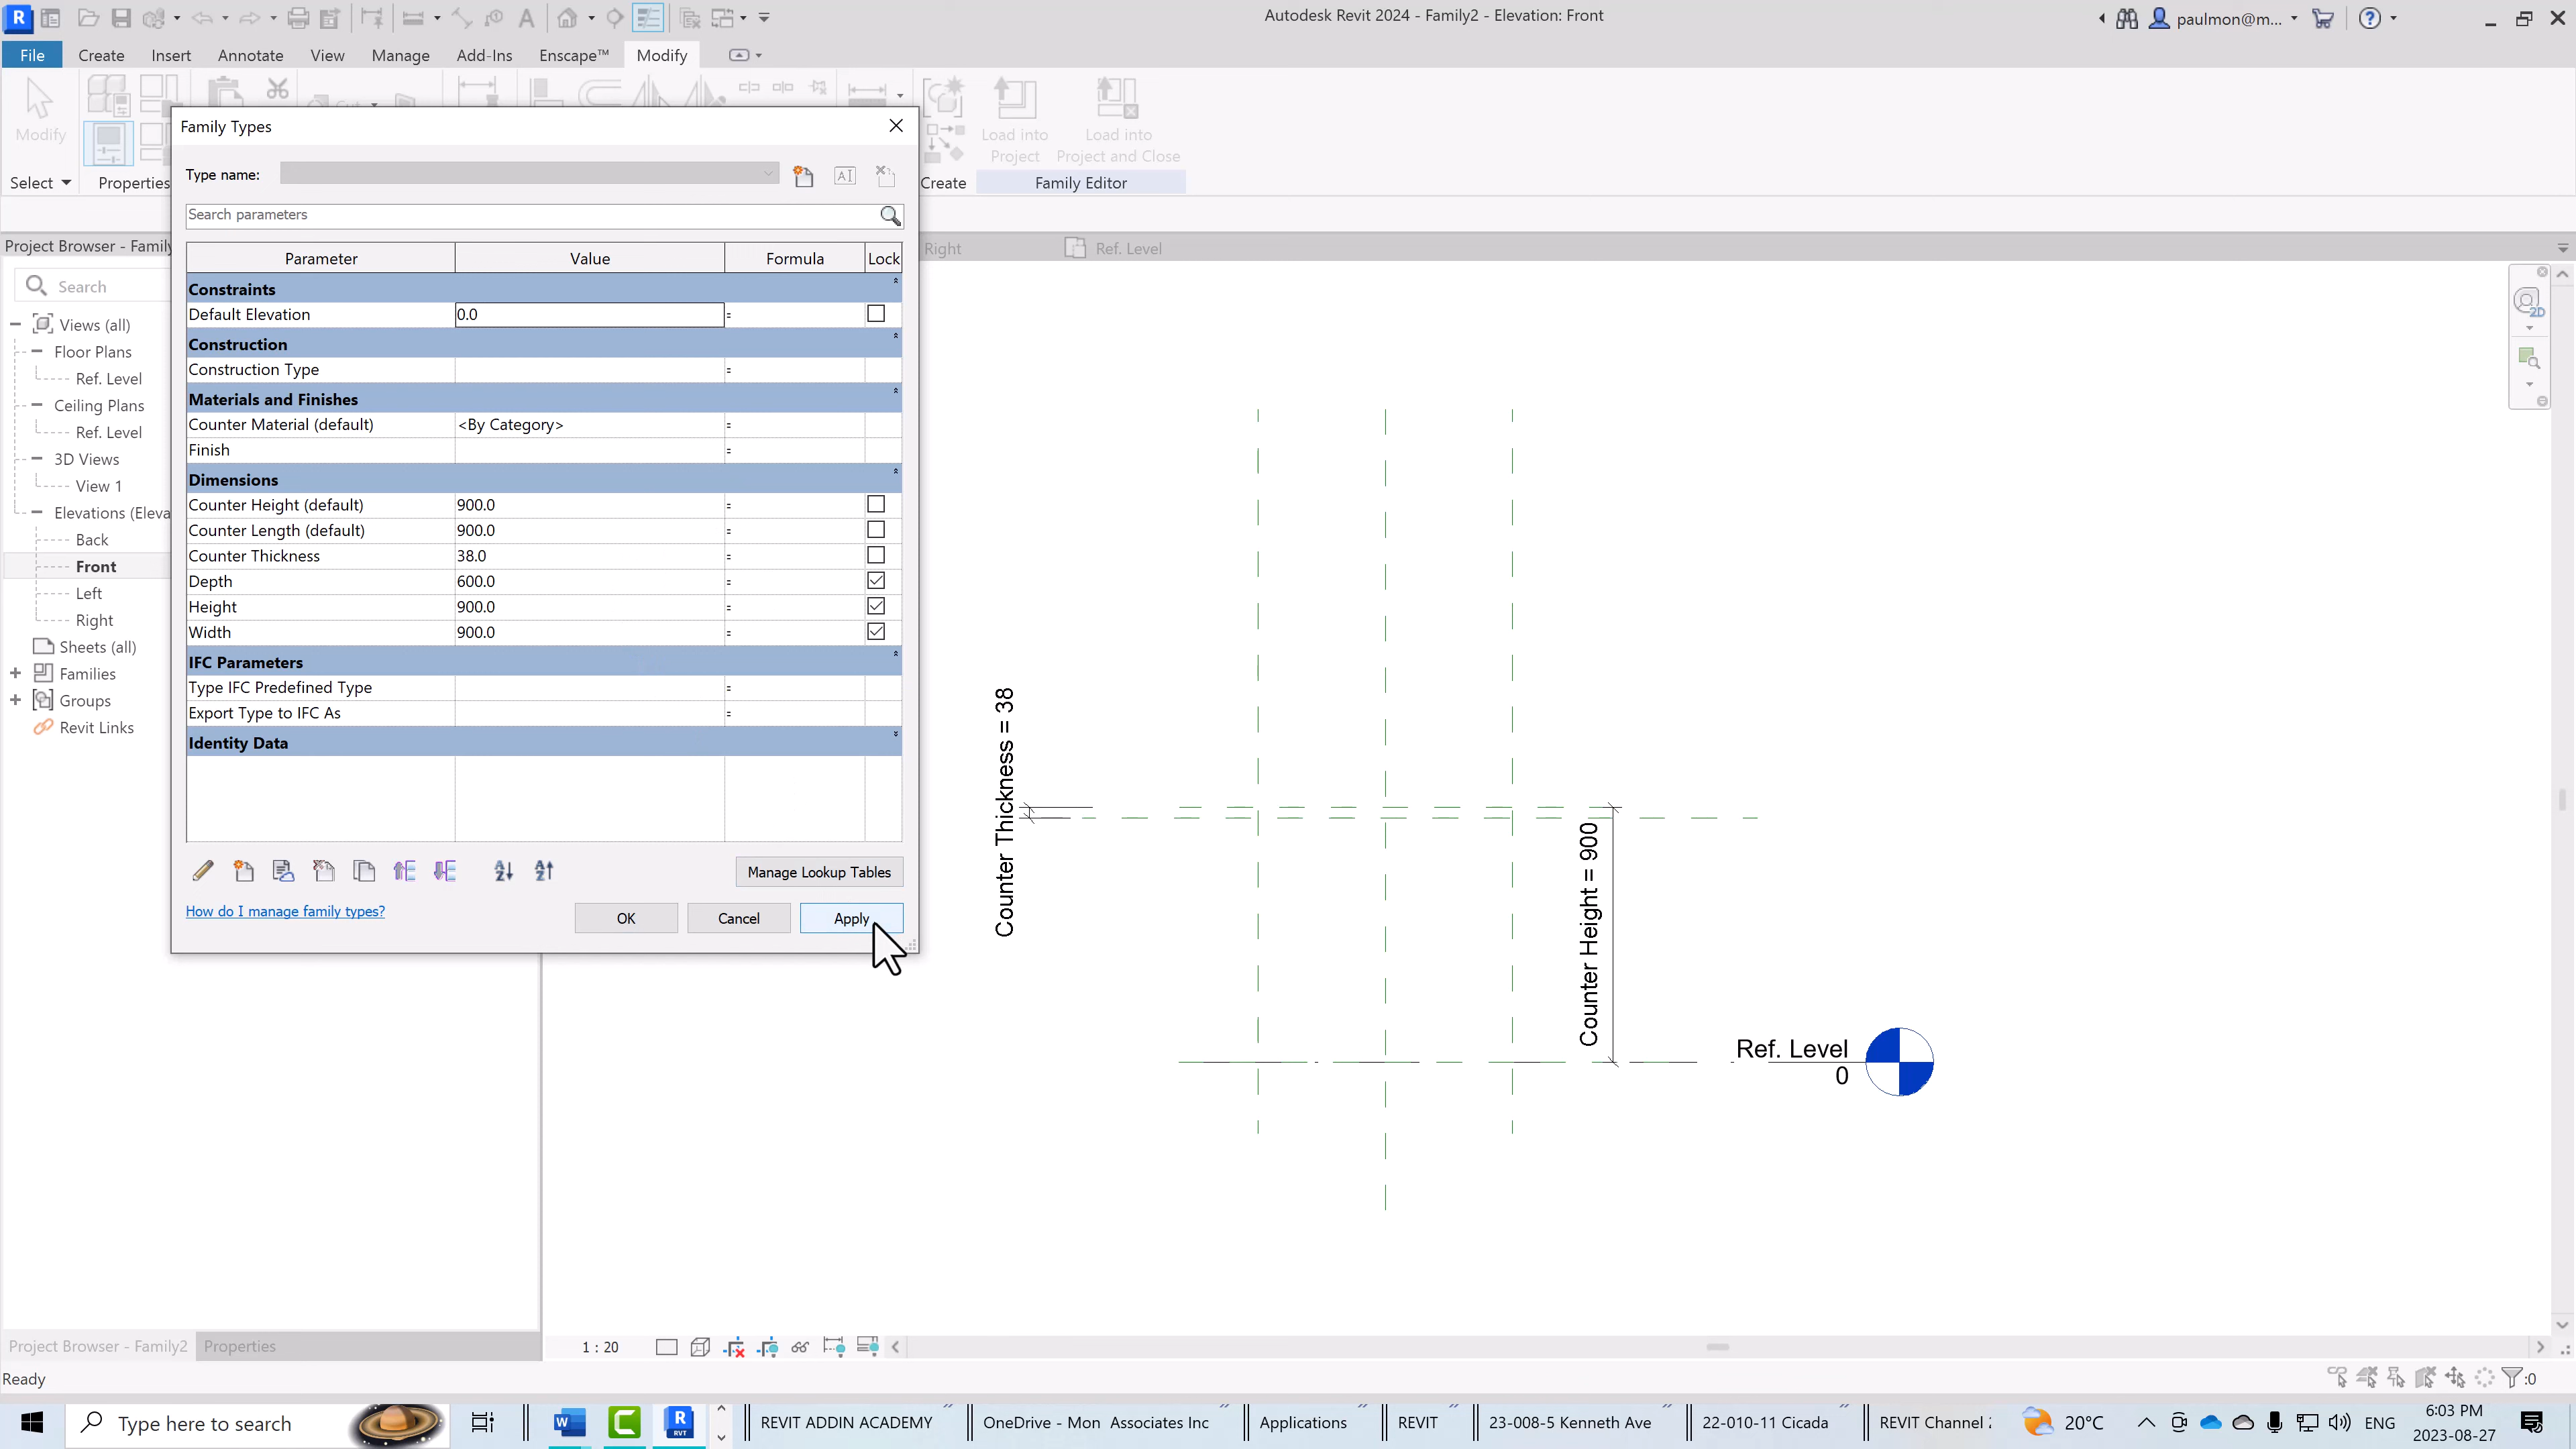 Autodesk Revit 2024 - Family2 - Elevation: Front
paulmon@m...
File Create Insert Annotate View Manage Add-Ins Enscape™ Modify
Modify
Load into Project
Load into Project and Close
Select Properties Create Family Editor
Family Types
Type name:
Search parameters
Parameter Value Formula Lock
Constraints
Default Elevation 0.0 =
Construction
Construction Type =
Materials and Finishes
Counter Material (default) <By Category> =
Finish
Dimensions
Counter Height (default) 900.0 =
Counter Length (default) 900.0 =
Counter Thickness 38.0 =
Depth 600.0 =
Height 900.0 =
Width 900.0 =
IFC Parameters
Type IFC Predefined Type =
Export Type to IFC As =
Identity Data
Manage Lookup Tables
How do I manage family types?
OK Cancel Apply
Project Browser - Family
Search
Views (all)
Floor Plans
Ref. Level
Ceiling Plans
Ref. Level
3D Views
View 1
Elevations (Eleva
Back
Front
Left
Right
Sheets (all)
Families
Groups
Revit Links
Right Ref. Level
2D
Counter Thickness = 38
Counter Height = 900
Ref. Level
0
Project Browser - Family2 Properties
1 : 20
Ready
:0
Type here to search
REVIT ADDIN ACADEMY
OneDrive - Mon Associates Inc
Applications
REVIT
23-008-5 Kenneth Ave
22-010-11 Cicada
REVIT Channel
20°C
ENG
6:03 PM
2023-08-27